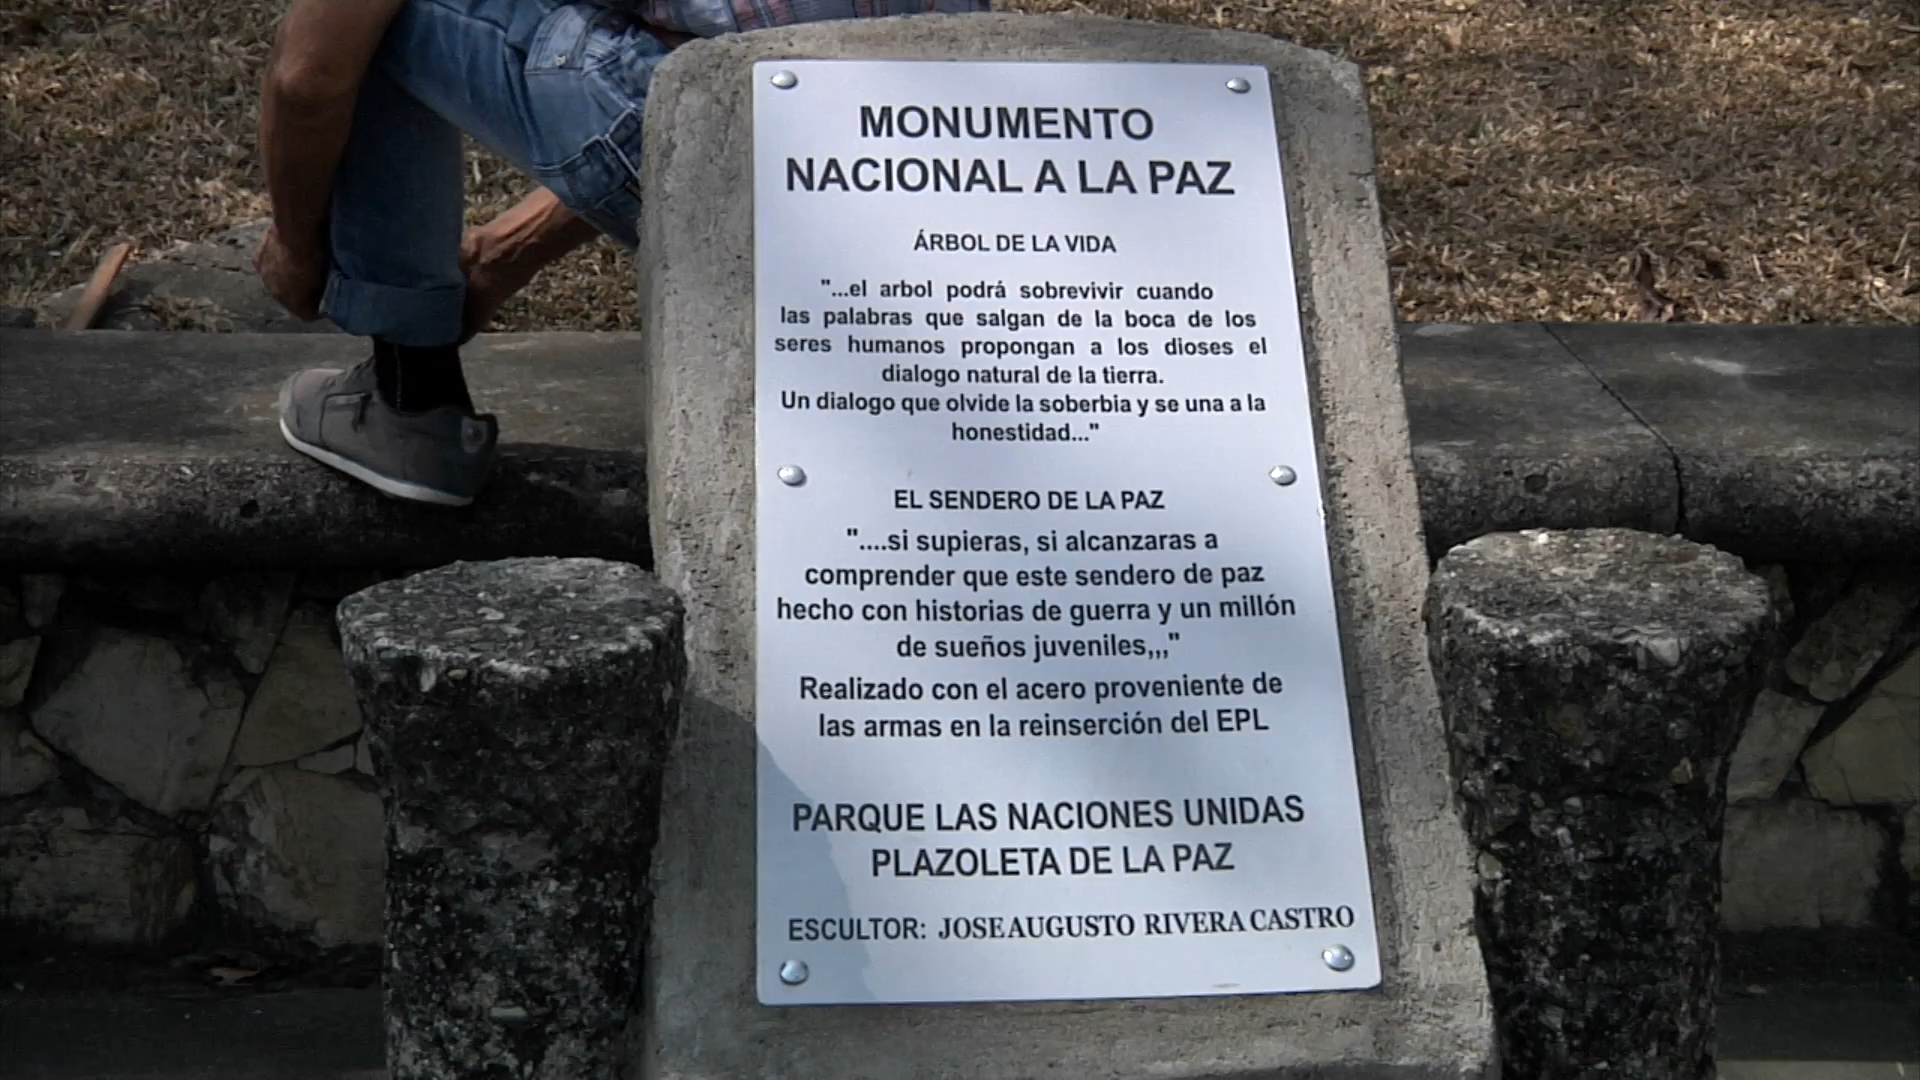 MONUMENTO
NACIONAL A LA PAZ
ÁRBOL DE LA VIDA
"...el arbol podrá sobrevivir cuando
las palabras que salgan de la boca de los
seres humanos propongan a los dioses el
dialogo natural de la tierra.
Un dialogo que olvide la soberbia y se una a la
honestidad..."
EL SENDERO DE LA PAZ
"....si supieras, si alcanzaras a
comprender que este sendero de paz
hecho con historias de guerra y un millón
de sueños juveniles,,,"
Realizado con el acero proveniente de
las armas en la reinserción del EPL
PARQUE LAS NACIONES UNIDAS
PLAZOLETA DE LA PAZ
ESCULTOR: JOSE AUGUSTO RIVERA CASTRO